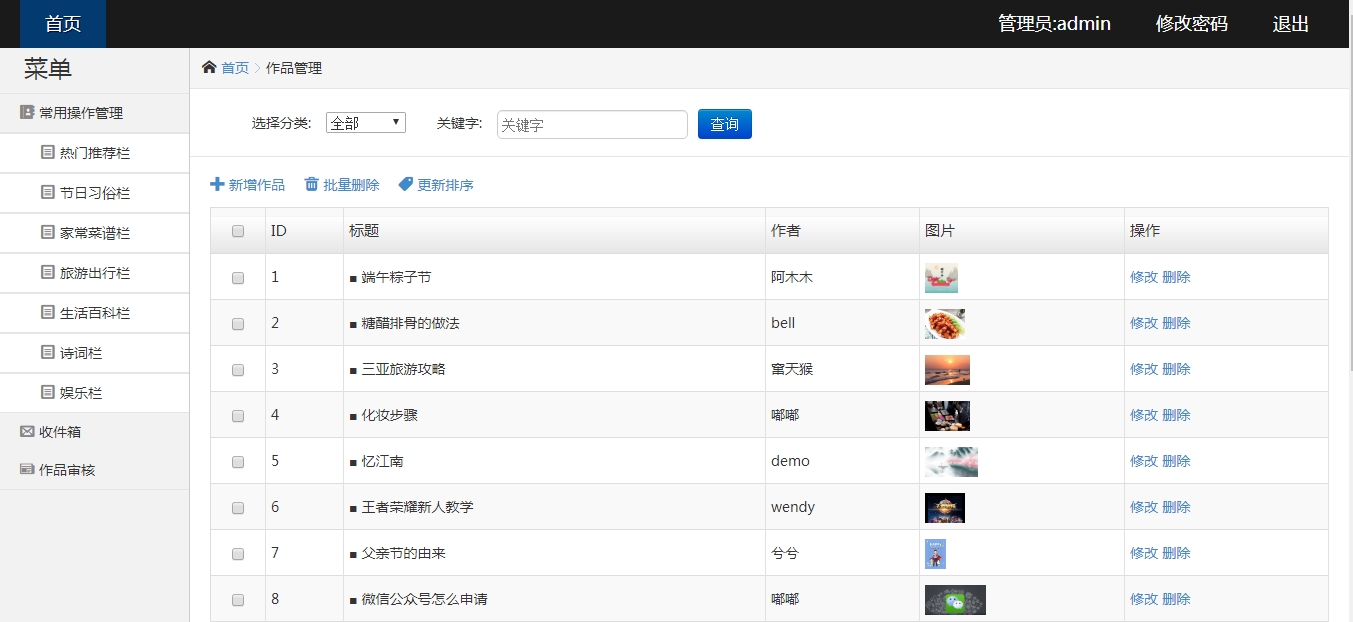 首页 管理员:admin 修改密码 退出
菜单
首页 作品管理
常用操作管理
热门推荐栏
节日习俗栏
家常菜谱栏
旅游出行栏
生活百科栏
诗词栏
娱乐栏
收件箱
作品审核
选择分类: 全部 关键字: 关键字 查询
新增作品 批量删除 更新排序
ID 标题 作者 图片 操作
1 ■ 端午粽子节 阿木木 修改 删除
2 ■ 糖醋排骨的做法 bell 修改 删除
3 ■ 三亚旅游攻略 窜天猴 修改 删除
4 ■ 化妆步骤 嘟嘟 修改 删除
5 ■ 忆江南 demo 修改 删除
6 ■ 王者荣耀新人教学 wendy 修改 删除
7 ■ 父亲节的由来 兮兮 修改 删除
8 ■ 微信公众号怎么申请 嘟嘟 修改 删除